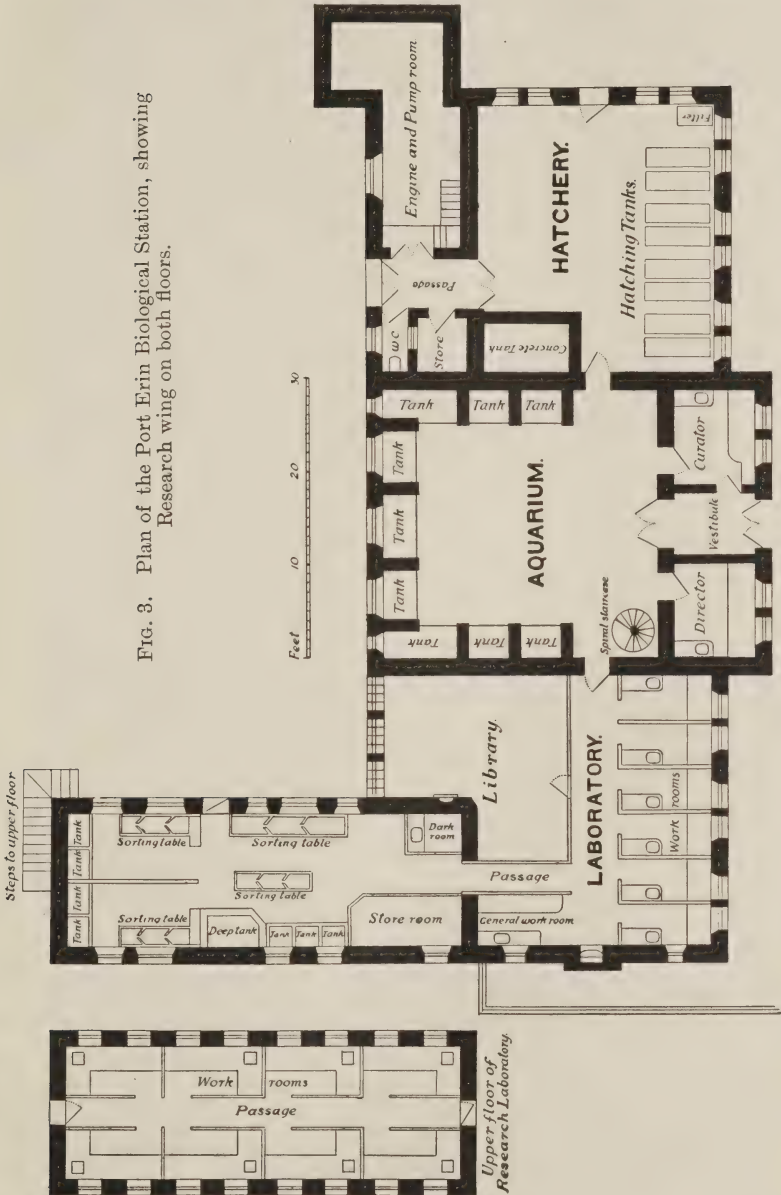 FIG. 3. Plan of the Port Erin Biological Station, showing
Research wing on both floors.
Feet
10
20
30
Steps to upper floor
Tank
Tank
Tank
Tank
Sorting table
Sorting table
Sorting table
Sorting table
Deep tank
Tank
Tank
Tank
Store room
Dark
room
Passage
General work room
Library.
LABORATORY.
Work rooms
Upper floor of
Research Laboratory.
Work rooms
Passage
Tank
Tank
Tank
Tank
Tank
Tank
Tank
Tank
Tank
AQUARIUM.
Spiral staircase
Director
Vestibule
Curator
WC
Store
Passage
Engine and Pump room
Concrete Tank
HATCHERY.
Hatching Tanks.
Filter